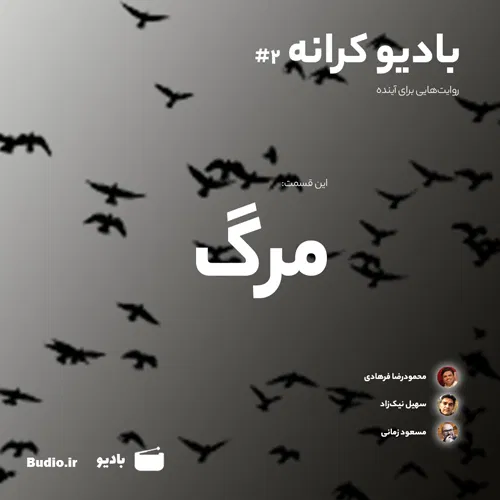 بادیو کرانه #۲
روایت‌هایی برای آینده
این قسمت:
مرگ
محمودرضا فرهادی
سهیل نیک‌زاد
مسعود زمانی
بادیو
Budio.ir